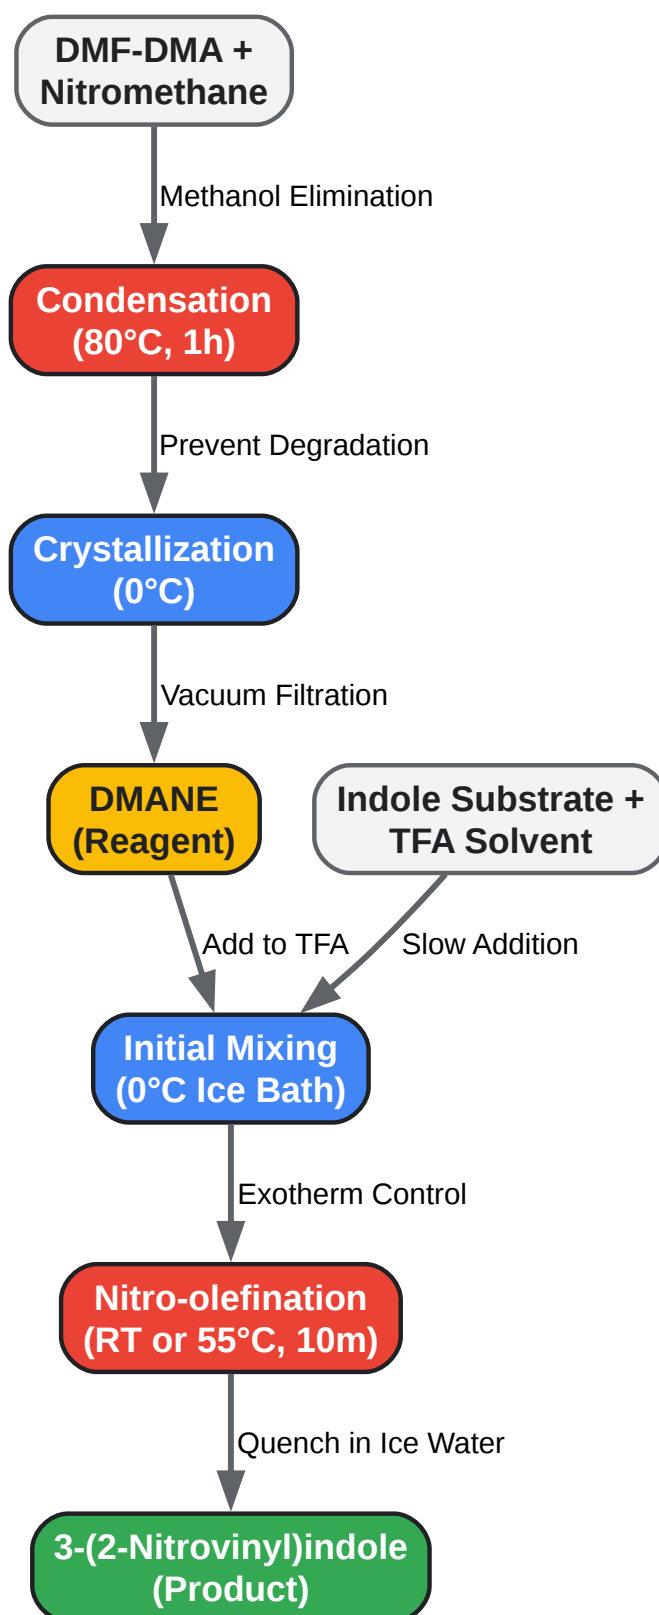 DMF-DMA +
Nitromethane
Methanol Elimination
Condensation
(80°C, 1h)
Prevent Degradation
Crystallization
(0°C)
Vacuum Filtration
DMANE
(Reagent)
Indole Substrate +
TFA Solvent
Add to TFA
Slow Addition
Initial Mixing
(0°C Ice Bath)
Exotherm Control
Nitro-olefination
(RT or 55°C, 10m)
Quench in Ice Water
3-(2-Nitrovinyl)indole
(Product)